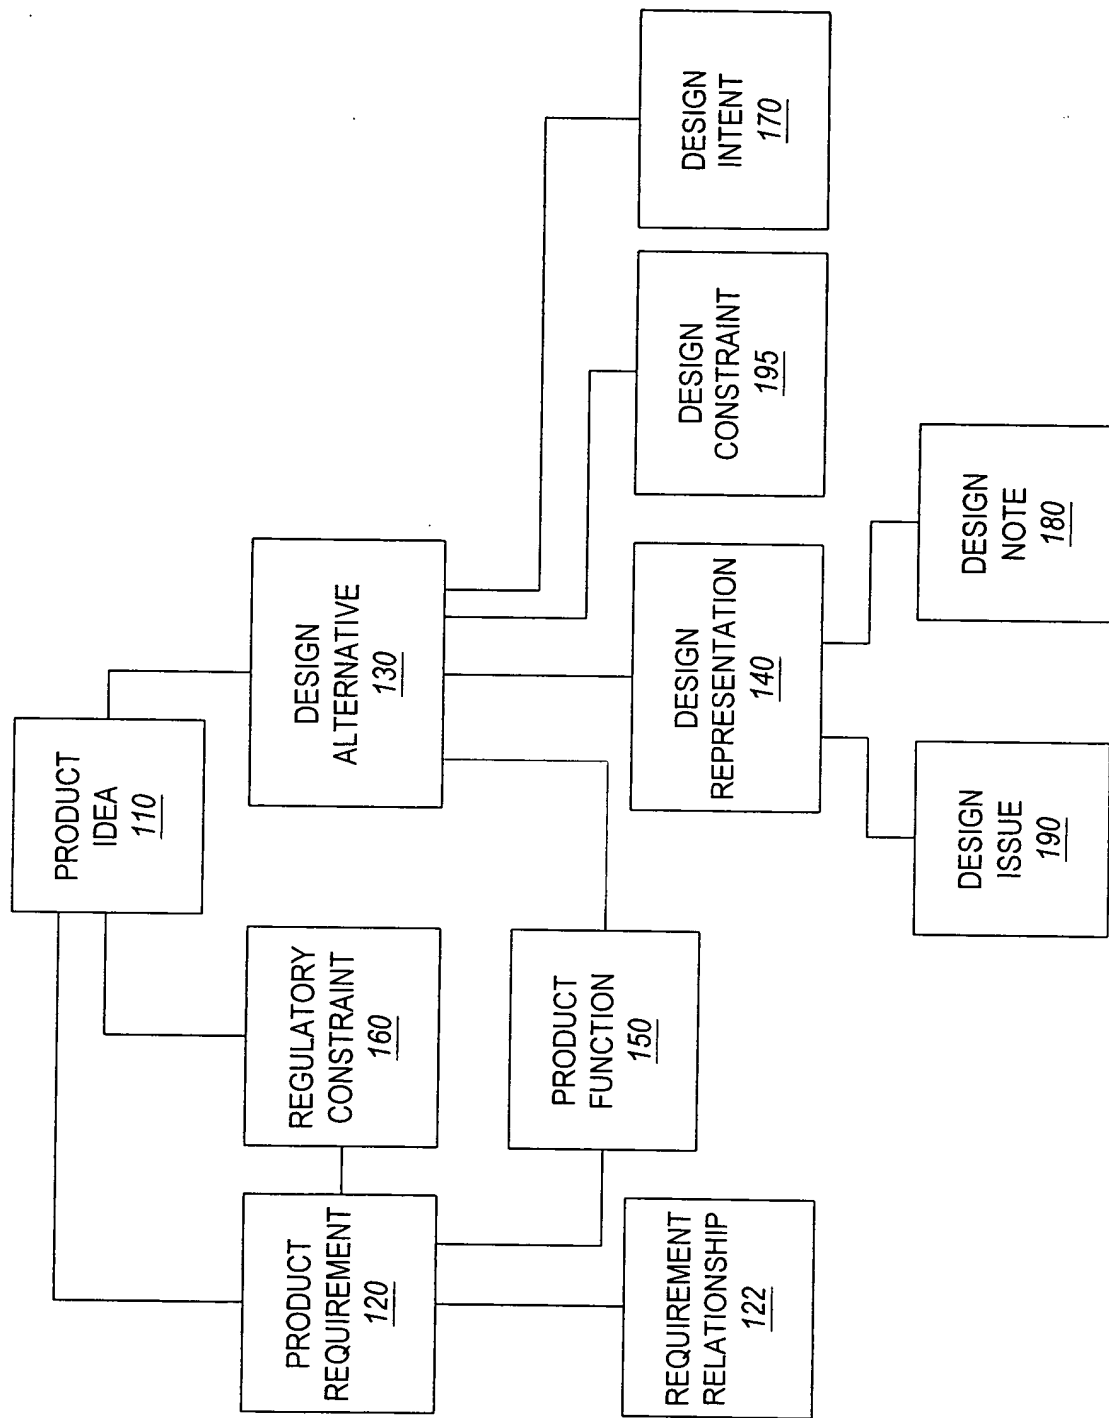 PRODUCT
IDEA
110
PRODUCT
REQUIREMENT
120
REGULATORY
CONSTRAINT
160
DESIGN
ALTERNATIVE
130
REQUIREMENT
RELATIONSHIP
122
PRODUCT
FUNCTION
150
DESIGN
REPRESENTATION
140
DESIGN
CONSTRAINT
195
DESIGN
INTENT
170
DESIGN
ISSUE
190
DESIGN
NOTE
180